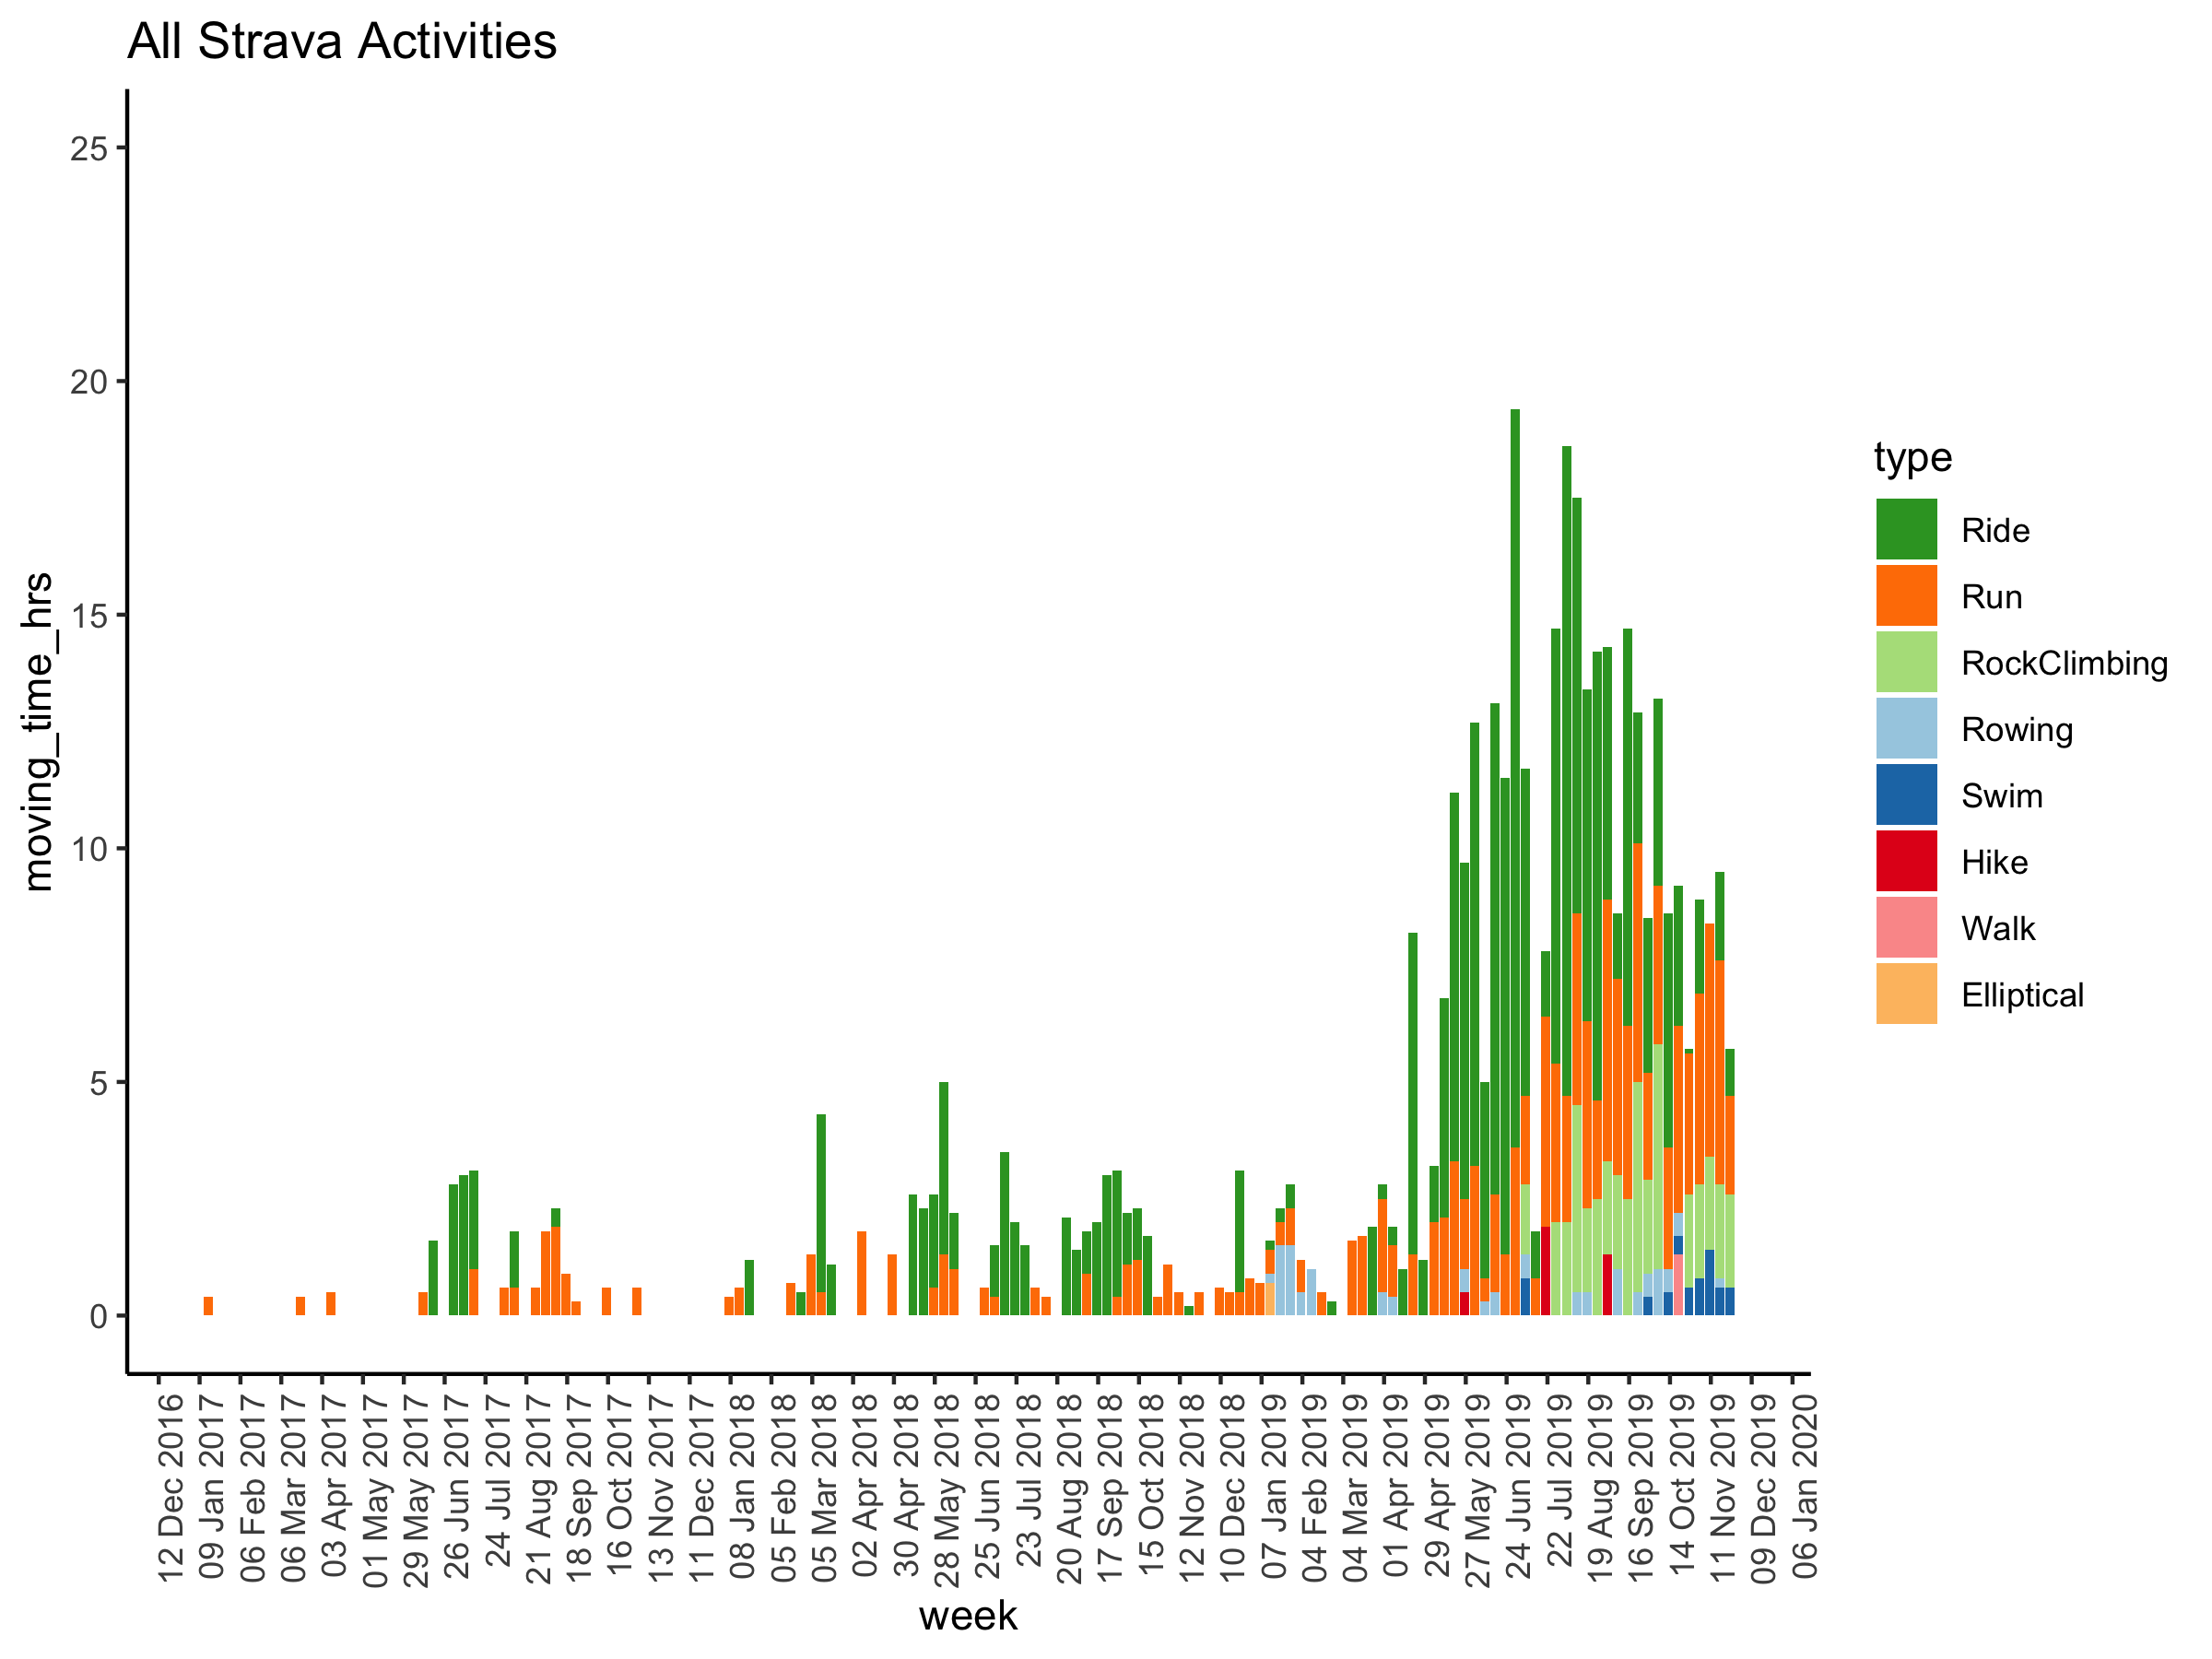 All Strava Activities
moving_time_hrs
25
20
15
10
5
0
12 Dec 2016
09 Jan 2017
06 Feb 2017
06 Mar 2017
03 Apr 2017
01 May 2017
29 May 2017
26 Jun 2017
24 Jul 2017
21 Aug 2017
18 Sep 2017
16 Oct 2017
13 Nov 2017
11 Dec 2017
08 Jan 2018
05 Feb 2018
05 Mar 2018
02 Apr 2018
30 Apr 2018
28 May 2018
25 Jun 2018
23 Jul 2018
20 Aug 2018
17 Sep 2018
15 Oct 2018
12 Nov 2018
10 Dec 2018
07 Jan 2019
04 Feb 2019
04 Mar 2019
01 Apr 2019
29 Apr 2019
27 May 2019
24 Jun 2019
22 Jul 2019
19 Aug 2019
16 Sep 2019
14 Oct 2019
11 Nov 2019
09 Dec 2019
06 Jan 2020
week
type
Ride
Run
RockClimbing
Rowing
Swim
Hike
Walk
Elliptical